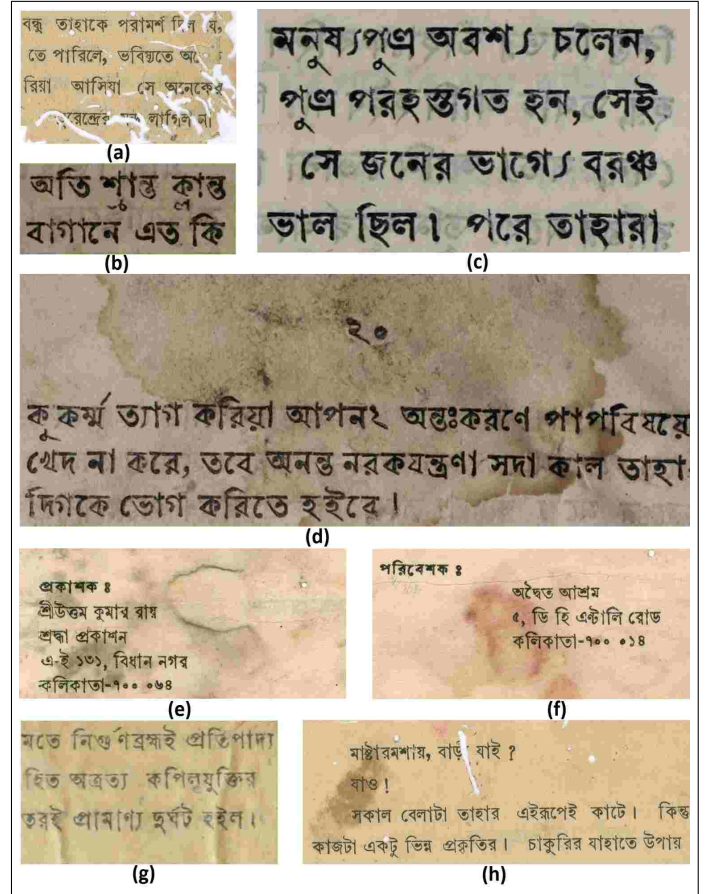 বন্ধু তাহাকে পরামর্শ দিল যে,
তে পারিলে, ভবিষ্যতে
রিয়া আসিয়া সে অনেকের
লাগিল না
(a)
অতি শ্রান্ত ক্লান্ত
বাগানে এত কি
(b)
মনুষ্যপুত্র অবশ্য চলেন,
পুত্র পরহস্তগত হন, সেই
সে জনের ভাগ্যে বরঞ্চ
ভাল ছিল। পরে তাহারা
(c)
২০
কুকর্ম্ম ত্যাগ করিয়া আপন২ অন্তঃকরণে পাপবিষয়ে
খেদ না করে, তবে অনন্ত নরকযন্ত্রণা সদা কাল তাহা
দিগকে ভোগ করিতে হইবে।
(d)
প্রকাশক ঃ
শ্রীউত্তম কুমার রায়
শ্রদ্ধা প্রকাশন
এ-ই ১৩১, বিধান নগর
কলিকাতা-৭০০ ০৬৪
(e)
পরিবেশক ঃ
অদ্বৈত আশ্রম
৫, ডি হি এণ্টালি রোড
কলিকাতা-৭০০ ০১৪
(f)
মতে নির্গুণব্রহ্মই প্রতিপাদ্য
হিত অত্রত্য কপিলযুক্তির
তরই প্রামাণ্য দুর্ঘট হইল।
(g)
মাষ্টারমশায়, বাড়ী যাই ?
যাও !
সকাল বেলাটা তাহার এইরূপেই কাটে। কিন্তু
কাজটা একটু ভিন্ন প্রকৃতির। চাকুরির যাহাতে উপায়
(h)